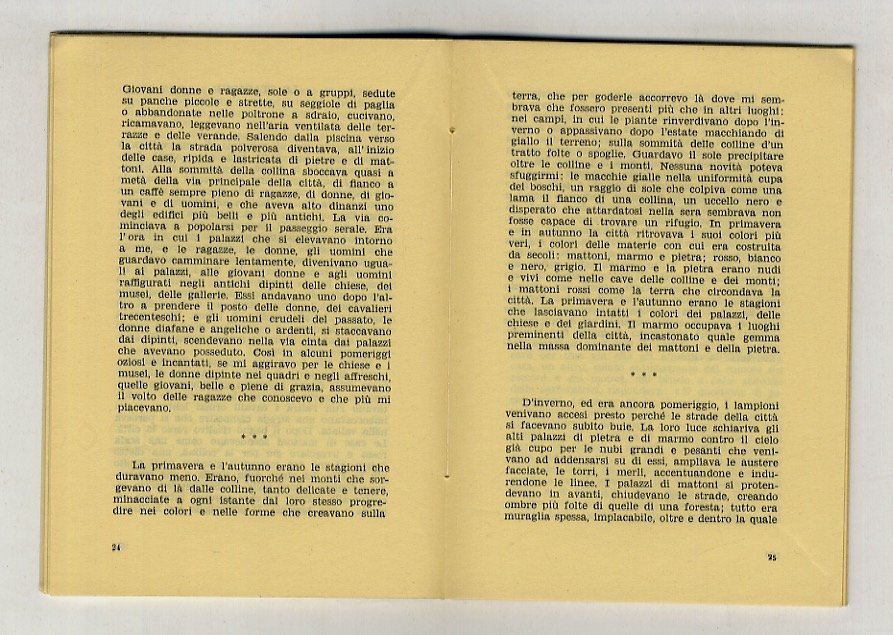 Giovani donne e ragazze, sole o a gruppi, sedute
su panche piccole e strette, su seggiole di paglia
o abbandonate nelle poltrone a sdraio, cucivano,
ricamavano, leggevano nell'aria ventilata delle ter-
razze e delle verande. Salendo dalla piscina verso
la città la strada polverosa diventava, all'inizio
delle case, ripida e lastricata di pietre e di mat-
toni. Alla sommità della collina sboccava quasi a
metà della via principale della città, di fianco a
un caffè sempre pieno di ragazze, di donne, di gio-
vani e di uomini, e che aveva alto dinanzi uno
degli edifici più belli e più antichi. La via co-
minciava a popolarsi per il passeggio serale. Era
l'ora in cui i palazzi che si elevavano intorno
a me, e le ragazze, le donne, gli uomini che
guardavo camminare lentamente, divenivano ugua-
li ai palazzi, alle giovani donne e agli uomini
raffigurati negli antichi dipinti delle chiese, dei
musei, delle gallerie. Essi andavano uno dopo l'al-
tro a prendere il posto delle donne, dei cavalieri
trecenteschi; e gli uomini crudeli del passato, le
donne diafane e angeliche o ardenti, si staccavano
dai dipinti, scendevano nella via cinta dai palazzi
che avevano posseduto. Così in alcuni pomeriggi
oziosi e incantati, se mi aggiravo per le chiese e i
musei, le donne dipinte nei quadri e negli affreschi,
quelle giovani, belle e piene di grazia, assumevano
il volto delle ragazze che conoscevo e che più mi
piacevano.
* * *
La primavera e l'autunno erano le stagioni che
duravano meno. Erano, fuorché nei monti che sor-
gevano di là dalle colline, tanto delicate e tenere,
minacciate a ogni istante dal loro stesso progre-
dire nei colori e nelle forme che creavano sulla
24
terra, che per goderle accorrevo là dove mi sem-
brava che fossero presenti più che in altri luoghi:
nei campi, in cui le piante rinverdivano dopo l'in-
verno o appassivano dopo l'estate macchiando di
giallo il terreno; sulla sommità delle colline d'un
tratto folte o spoglie. Guardavo il sole precipitare
oltre le colline e i monti. Nessuna novità poteva
sfuggirmi: le macchie gialle nella uniformità cupa
dei boschi, un raggio di sole che colpiva come una
lama il fianco di una collina, un uccello nero e
disperato che attardatosi nella sera sembrava non
fosse capace di trovare un rifugio. In primavera
e in autunno la città ritrovava i suoi colori più
veri, i colori delle materie con cui era costruita
da secoli: mattoni, marmo e pietra; rosso, bianco
e nero, grigio. Il marmo e la pietra erano nudi
e vivi come nelle cave delle colline e dei monti;
i mattoni rossi come la terra che circondava la
città. La primavera e l'autunno erano le stagioni
che lasciavano intatti i colori dei palazzi, delle
chiese e dei giardini. Il marmo occupava i luoghi
preminenti della città, incastonato quale gemma
nella massa dominante dei mattoni e della pietra.
* * *
D'inverno, ed era ancora pomeriggio, i lampioni
venivano accesi presto perché le strade della città
si facevano subito buie. La loro luce schiariva gli
alti palazzi di pietra e di marmo contro il cielo
già cupo per le nubi grandi e pesanti che veni-
vano ad addensarsi su di essi, ampliava le austere
facciate, le torri, i merli, accentuandone e indu-
rendone le linee. I palazzi di mattoni si proten-
devano in avanti, chiudevano le strade, creando
ombre più folte di quelle di una foresta; tutto era
muraglia spessa, implacabile, oltre e dentro la quale
25